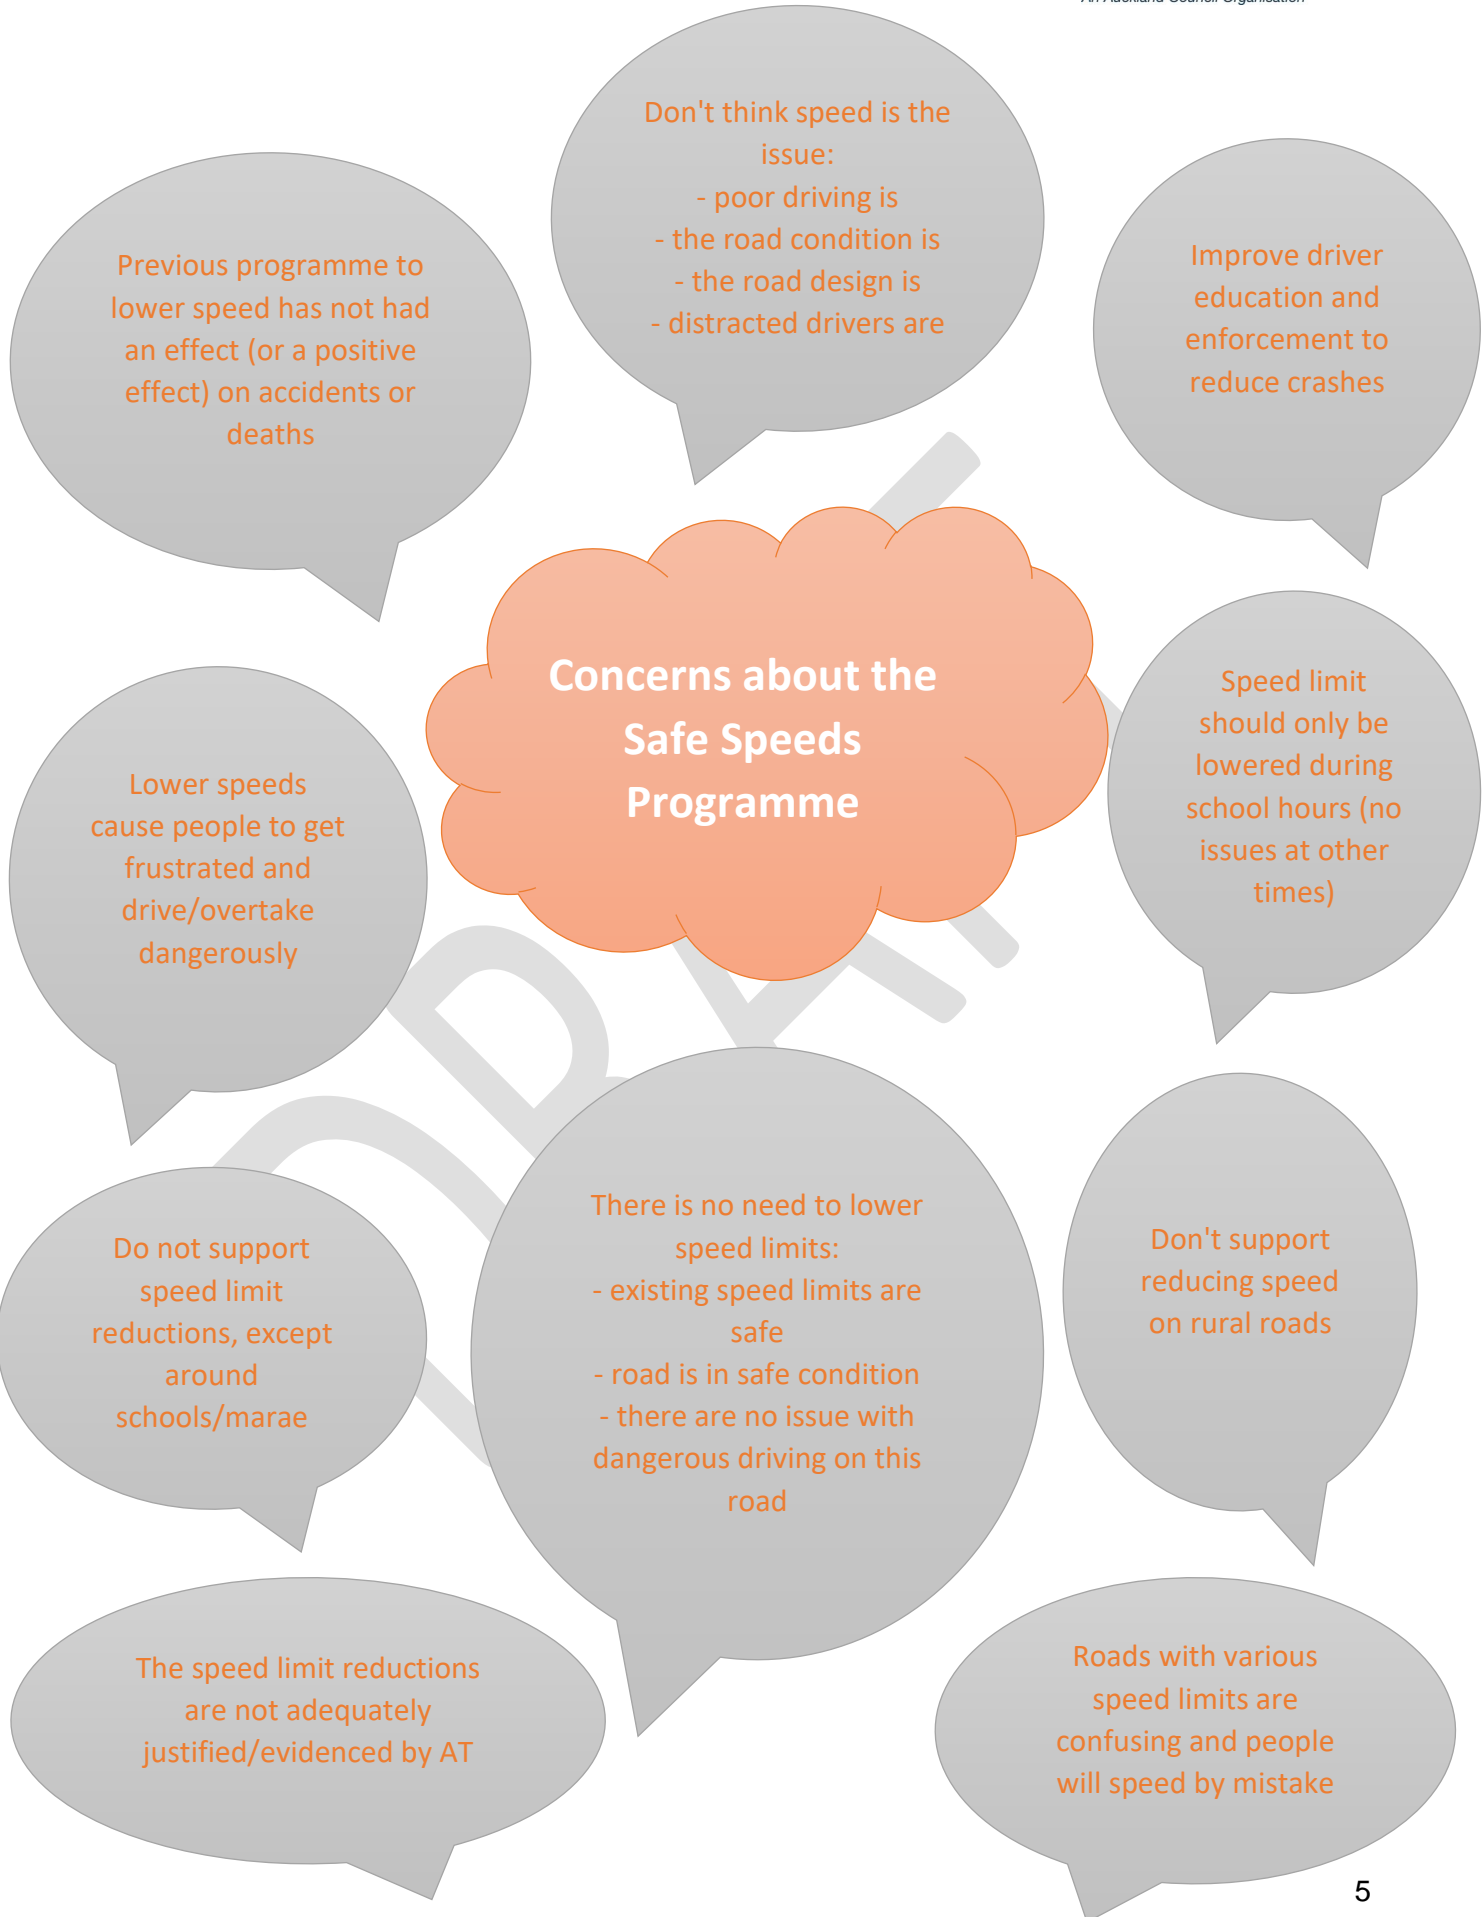 An Auckland Council Organisation
Don't think speed is the
issue:
- poor driving is
- the road condition is
- the road design is
- distracted drivers are
Previous programme to
lower speed has not had
an effect (or a positive
effect) on accidents or
deaths
Improve driver
education and
enforcement to
reduce crashes
Concerns about the
Safe Speeds
Programme
Speed limit
should only be
lowered during
school hours (no
issues at other
times)
Lower speeds
cause people to get
frustrated and
drive/overtake
dangerously
There is no need to lower
speed limits:
- existing speed limits are
safe
- road is in safe condition
- there are no issue with
dangerous driving on this
road
Do not support
speed limit
reductions, except
around
schools/marae
Don't support
reducing speed
on rural roads
The speed limit reductions
are not adequately
justified/evidenced by AT
Roads with various
speed limits are
confusing and people
will speed by mistake
5
DRAFT